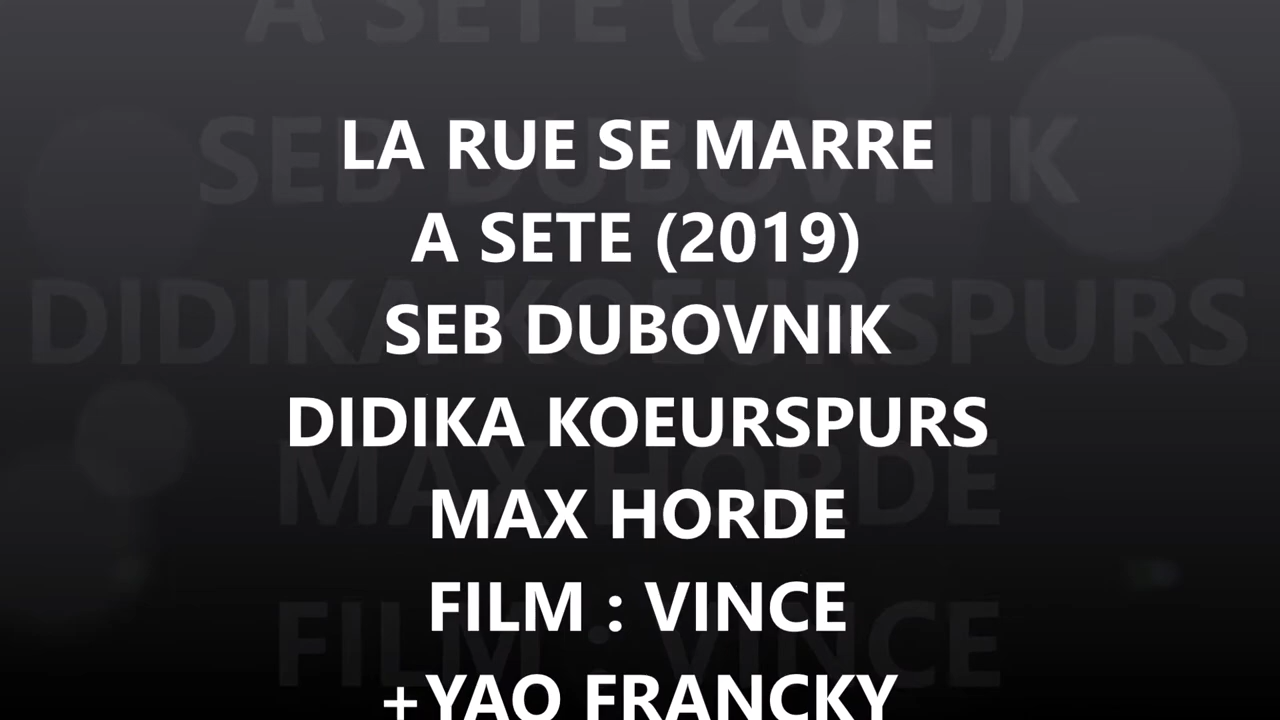 LA RUE SE MARRE
A SETE (2019)
SEB DUBOVNIK
DIDIKA KOEURSPURS
MAX HORDE
FILM : VINCE
+YAO FRANCKY